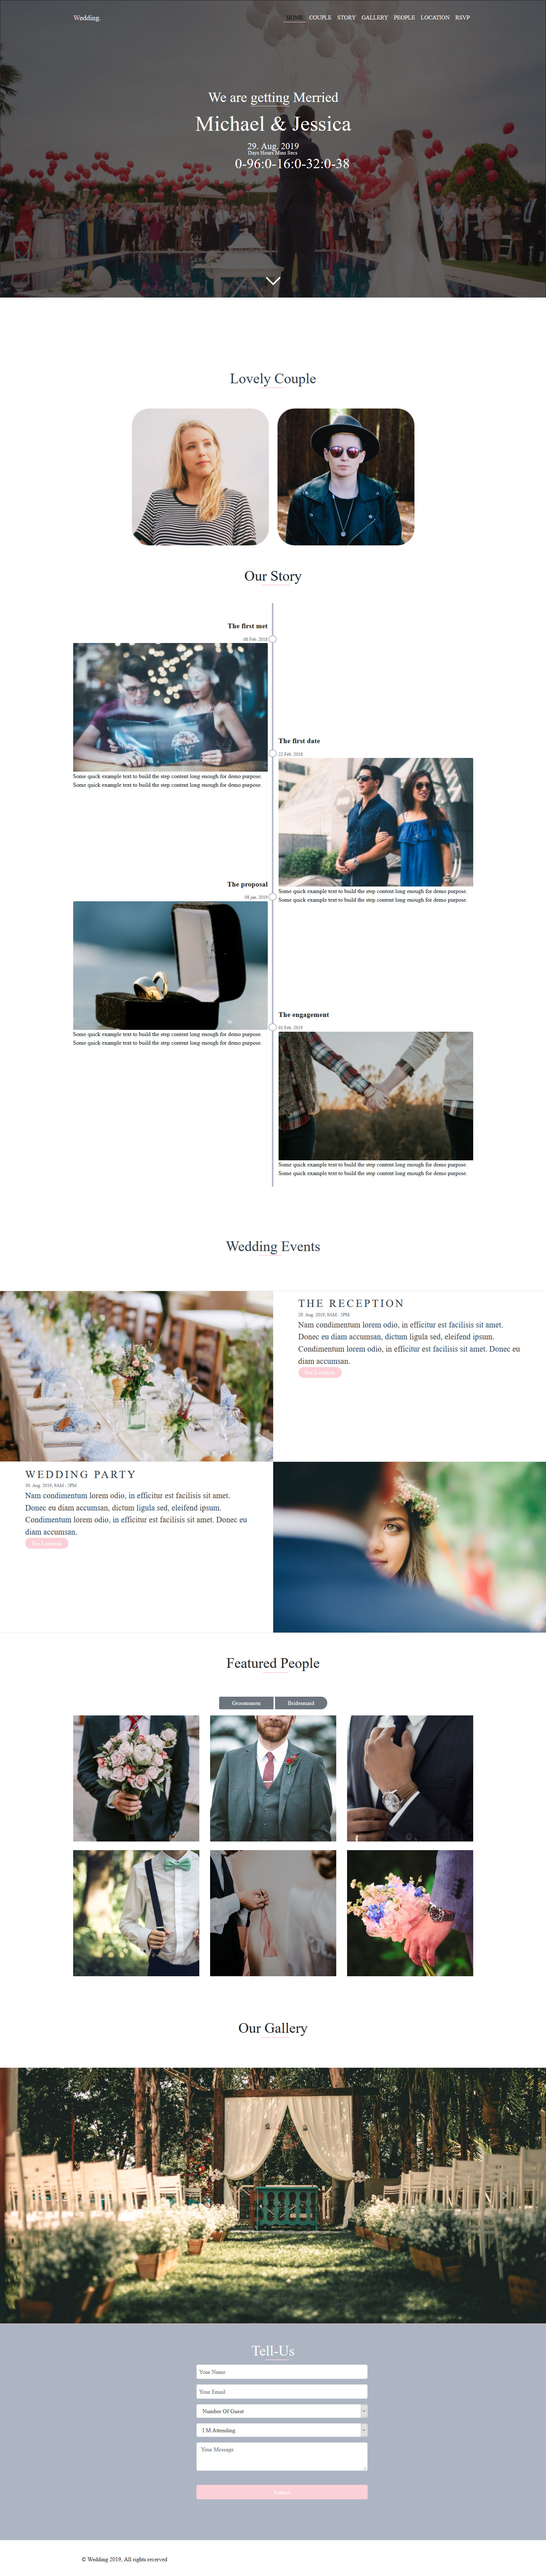 Wedding.
HOME COUPLE STORY GALLERY PEOPLE LOCATION RSVP
We are getting Merried
Michael & Jessica
29. Aug. 2019
Days Hours Mins Secs
0-96:0-16:0-32:0-38
Lovely Couple
Our Story
The first met
08 Feb. 2018
Some quick example text to build the step content long enough for demo purpose.
Some quick example text to build the step content long enough for demo purpose.
The first date
22 Feb. 2018
Some quick example text to build the step content long enough for demo purpose.
Some quick example text to build the step content long enough for demo purpose.
The proposal
08 jan. 2019
Some quick example text to build the step content long enough for demo purpose.
Some quick example text to build the step content long enough for demo purpose.
The engagement
01 Feb. 2019
Some quick example text to build the step content long enough for demo purpose.
Some quick example text to build the step content long enough for demo purpose.
Wedding Events
THE RECEPTION
29. Aug. 2019, 9AM - 5PM
Nam condimentum lorem odio, in efficitur est facilisis sit amet.
Donec eu diam accumsan, dictum ligula sed, eleifend ipsum.
Condimentum lorem odio, in efficitur est facilisis sit amet. Donec eu
diam accumsan.
See Location
WEDDING PARTY
30. Aug. 2019, 8AM - 5PM
Nam condimentum lorem odio, in efficitur est facilisis sit amet.
Donec eu diam accumsan, dictum ligula sed, eleifend ipsum.
Condimentum lorem odio, in efficitur est facilisis sit amet. Donec eu
diam accumsan.
See Location
Featured People
Groomsmen Bridesmaid
Our Gallery
Tell-Us
Your Name
Your Email
Number Of Guest
I M Attending
Your Message
Submit
© Wedding 2019, All rights recerved